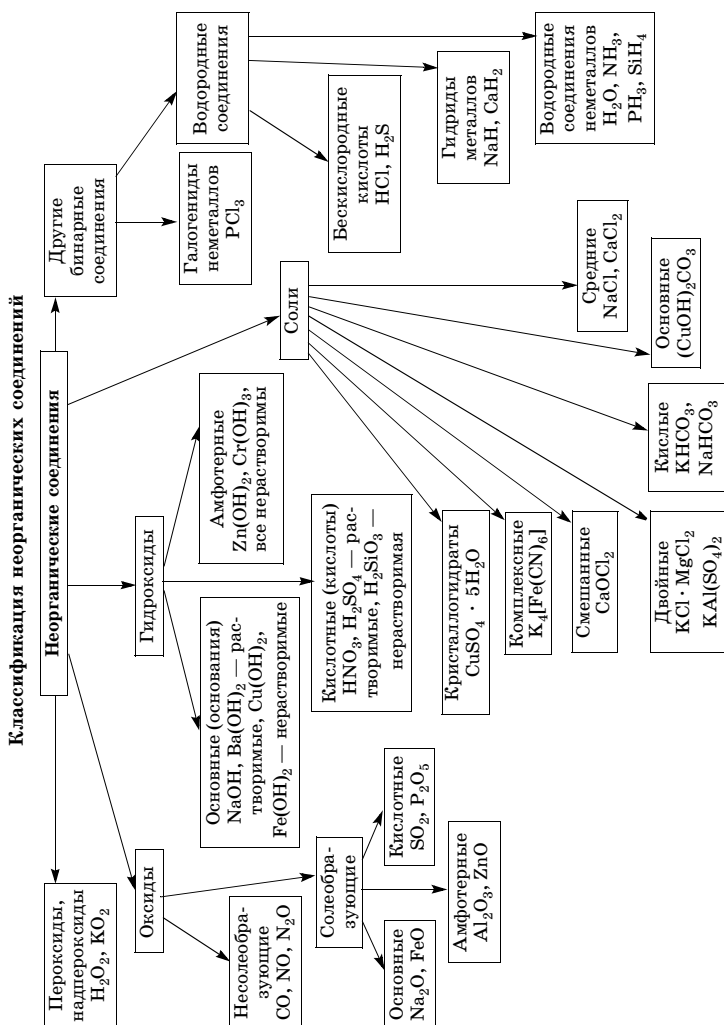 Классификация неорганических соединений
Неорганические соединения
Пероксиды,
надпероксиды
H2O2, KO2
Оксиды
Несолеобра-
зующие
CO, NO, N2O
Солеобра-
зующие
Основные
Na2O, FeO
Амфотерные
Al2O3, ZnO
Кислотные
SO2, P2O5
Гидроксиды
Основные (основания)
NaOH, Ba(OH)2 — рас-
творимые, Cu(OH)2,
Fe(OH)2 — нерастворимые
Кислотные (кислоты)
HNO3, H2SO4 — рас-
творимые, H2SiO3 —
нерастворимая
Амфотерные
Zn(OH)2, Cr(OH)3,
все нерастворимы
Соли
Кристаллогидраты
CuSO4 · 5H2O
Комплексные
K4[Fe(CN)6]
Смешанные
CaOCl2
Двойные
KCl · MgCl2
KAl(SO4)2
Кислые
KHCO3,
NaHCO3
Основные
(CuOH)2CO3
Средние
NaCl, CaCl2
Другие
бинарные
соединения
Галогениды
неметаллов
PCl3
Водородные
соединения
Бескислородные
кислоты
HCl, H2S
Гидриды
металлов
NaH, CaH2
Водородные
соединения
неметаллов
H2O, NH3,
PH3, SiH4